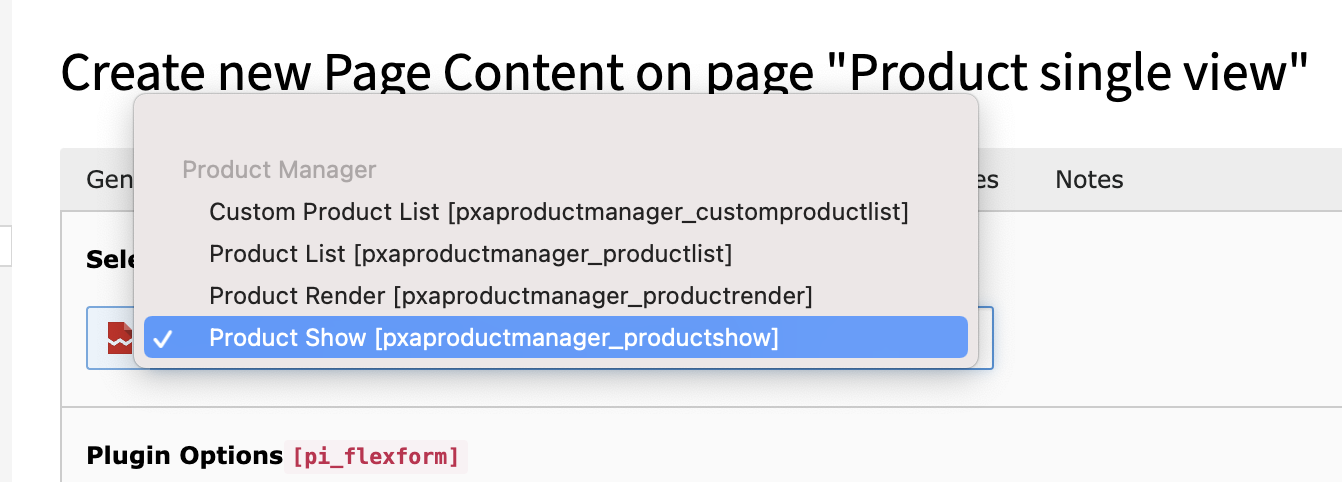 Create new Page Content on page "Product single view"
Product Manager
Gen
es
Notes
Custom Product List [pxaproductmanager_customproductlist]
Sele
Product List [pxaproductmanager_productlist]
Product Render [pxaproductmanager_productrender]
✓ Product Show [pxaproductmanager_productshow]
Plugin Options [pi_flexform]